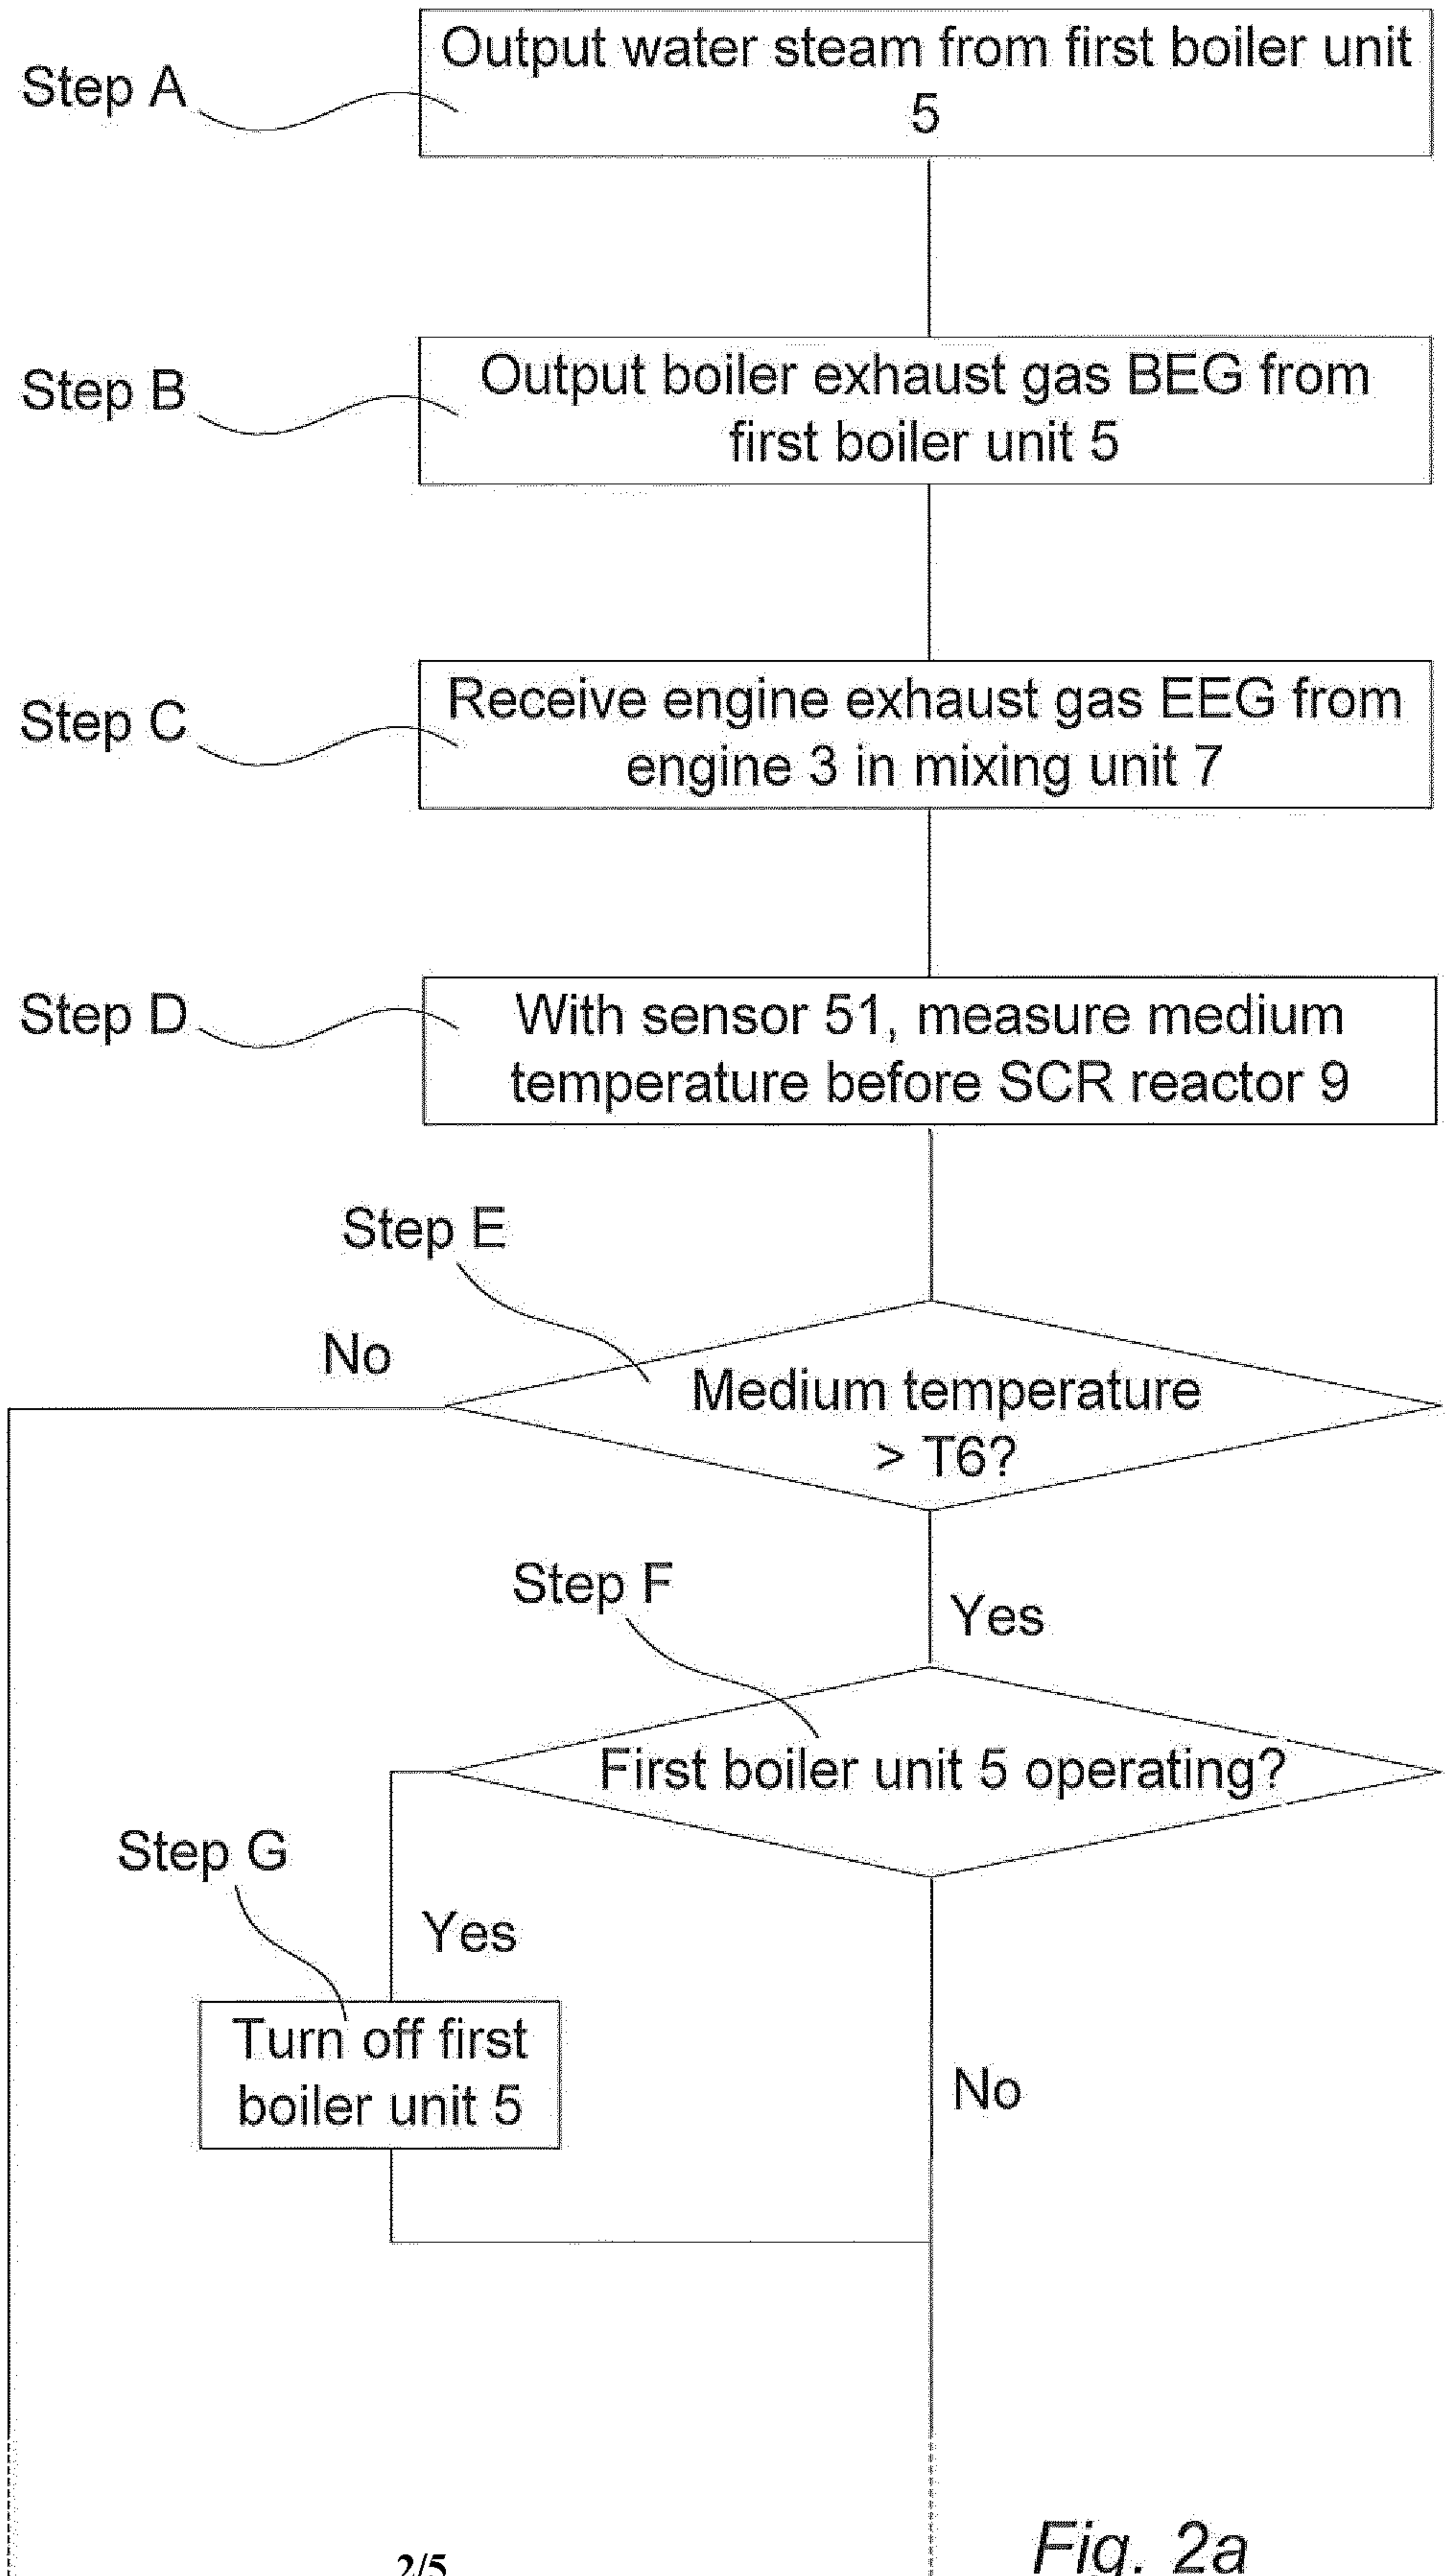 Output water steam from first boiler unit
5
Step A
Output boiler exhaust gas BEG from
first boiler unit 5
Step B
Receive engine exhaust gas EEG from
engine 3 in mixing unit 7
Step C
With sensor 51, measure medium
temperature before SCR reactor 9
Step D
Step E
No
Medium temperature
> T6?
Step F
Yes
First boiler unit 5 operating?
Step G
Yes
Turn off first
boiler unit 5
No
Fig. 2a
2/5